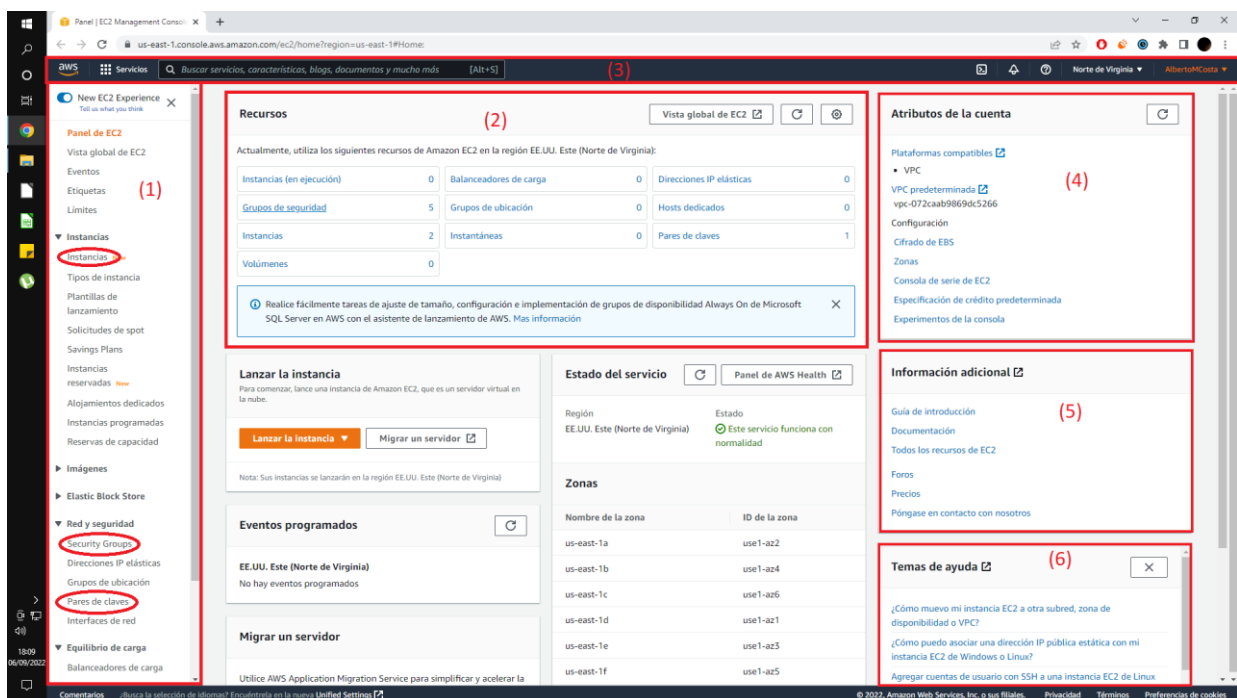 Panel | EC2 Management Consol
us-east-1.console.aws.amazon.com/ec2/home?region=us-east-1#Home:
aws
Servicios
Buscar servicios, características, blogs, documentos y mucho más
[Alt+S]
(3)
Norte de Virginia
AlbertoMCosta
New EC2 Experience
Tell us what you think
Panel de EC2
Vista global de EC2
Eventos
Etiquetas
(1)
Límites
Instancias
Instancias
Tipos de instancia
Plantillas de
lanzamiento
Solicitudes de spot
Savings Plans
Instancias
reservadas New
Alojamientos dedicados
Instancias programadas
Reservas de capacidad
Imágenes
Elastic Block Store
Red y seguridad
Security Groups
Direcciones IP elásticas
Grupos de ubicación
Pares de claves
Interfaces de red
Equilibrio de carga
Balanceadores de carga
Recursos
(2)
Vista global de EC2
Actualmente, utiliza los siguientes recursos de Amazon EC2 en la región EE.UU. Este (Norte de Virginia):
Instancias (en ejecución) 0
Balanceadores de carga 0
Direcciones IP elásticas 0
Grupos de seguridad 5
Grupos de ubicación 0
Hosts dedicados 0
Instancias 2
Instantáneas 0
Pares de claves 1
Volúmenes 0
Realice fácilmente tareas de ajuste de tamaño, configuración e implementación de grupos de disponibilidad Always On de Microsoft
SQL Server en AWS con el asistente de lanzamiento de AWS. Mas información
Lanzar la instancia
Para comenzar, lance una instancia de Amazon EC2, que es un servidor virtual en
la nube.
Lanzar la instancia
Migrar un servidor
Nota: Sus instancias se lanzarán en la región EE.UU. Este (Norte de Virginia)
Eventos programados
EE.UU. Este (Norte de Virginia)
No hay eventos programados
Migrar un servidor
Utilice AWS Application Migration Service para simplificar y acelerar la
Estado del servicio
Panel de AWS Health
Región
EE.UU. Este (Norte de Virginia)
Estado
Este servicio funciona con
normalidad
Zonas
Nombre de la zona ID de la zona
us-east-1a use1-az2
us-east-1b use1-az4
us-east-1c use1-az6
us-east-1d use1-az1
us-east-1e use1-az3
us-east-1f use1-az5
Atributos de la cuenta
Plataformas compatibles
(4)
VPC
VPC predeterminada
vpc-072caab9869dc5266
Configuración
Cifrado de EBS
Zonas
Consola de serie de EC2
Especificación de crédito predeterminada
Experimentos de la consola
Información adicional
(5)
Guía de introducción
Documentación
Todos los recursos de EC2
Foros
Precios
Póngase en contacto con nosotros
(6)
Temas de ayuda
¿Cómo muevo mi instancia EC2 a otra subred, zona de
disponibilidad o VPC?
¿Cómo puedo asociar una dirección IP pública estática con mi
instancia EC2 de Windows o Linux?
Agregar cuentas de usuario con SSH a una instancia EC2 de Linux
18:09
06/09/2022
Comentarios
¿Busca la selección de idiomas? Encuéntrela en la nueva Unified Settings
© 2022, Amazon Web Services, Inc. o sus filiales.
Privacidad
Términos
Preferencias de cookies